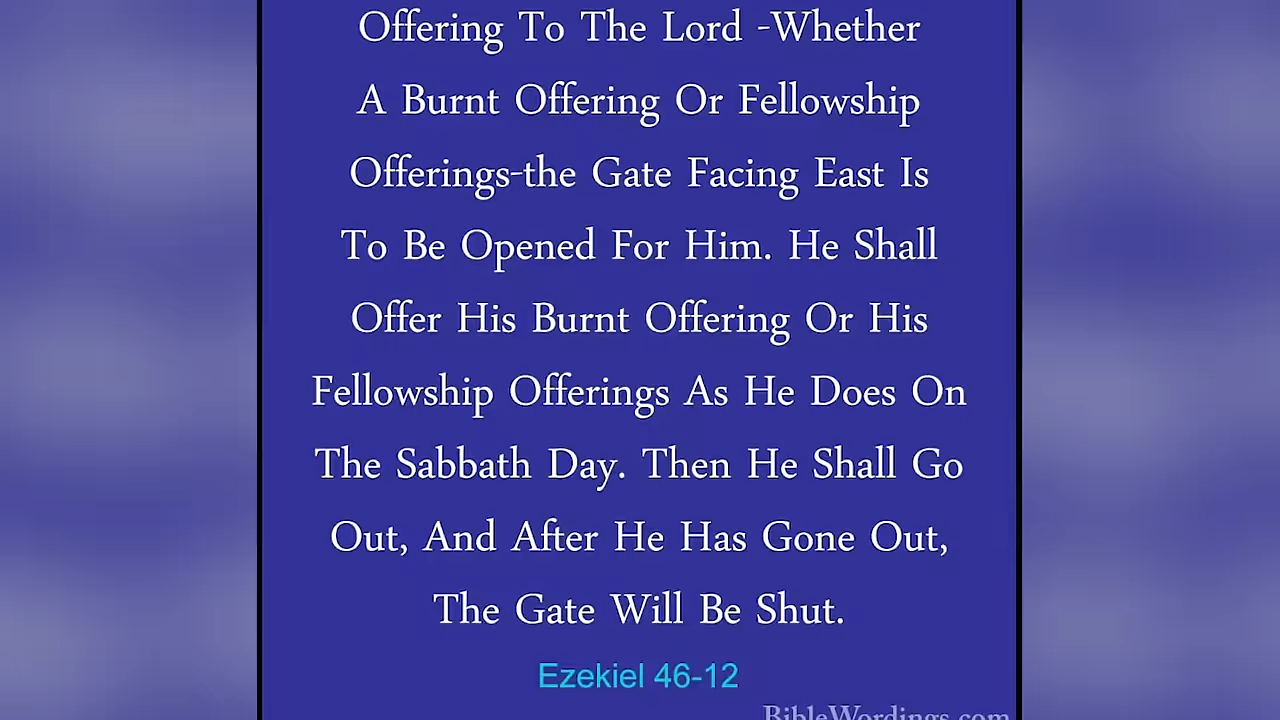 Offering To The Lord -Whether
A Burnt Offering Or Fellowship
Offerings-the Gate Facing East Is
To Be Opened For Him. He Shall
Offer His Burnt Offering Or His
Fellowship Offerings As He Does On
The Sabbath Day. Then He Shall Go
Out, And After He Has Gone Out,
The Gate Will Be Shut.
Ezekiel 46-12
BibleWordings.com